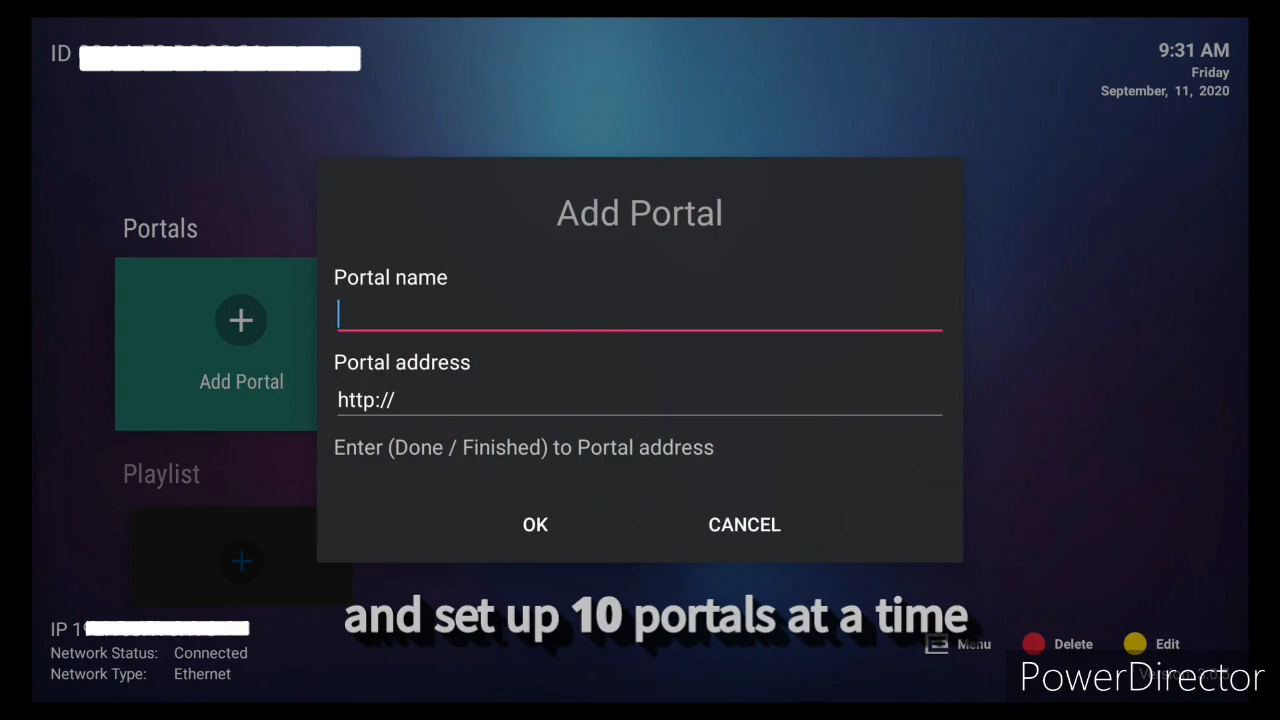 ID
9:31 AM
Friday
September, 11, 2020
Add Portal
Portals
Portal name
Portal address
http://
Add Portal
Enter (Done / Finished) to Portal address
Playlist
OK
CANCEL
and set up 10 portals at a time
IP
Network Status: Connected
Network Type: Ethernet
Menu
Delete
Edit
PowerDirector